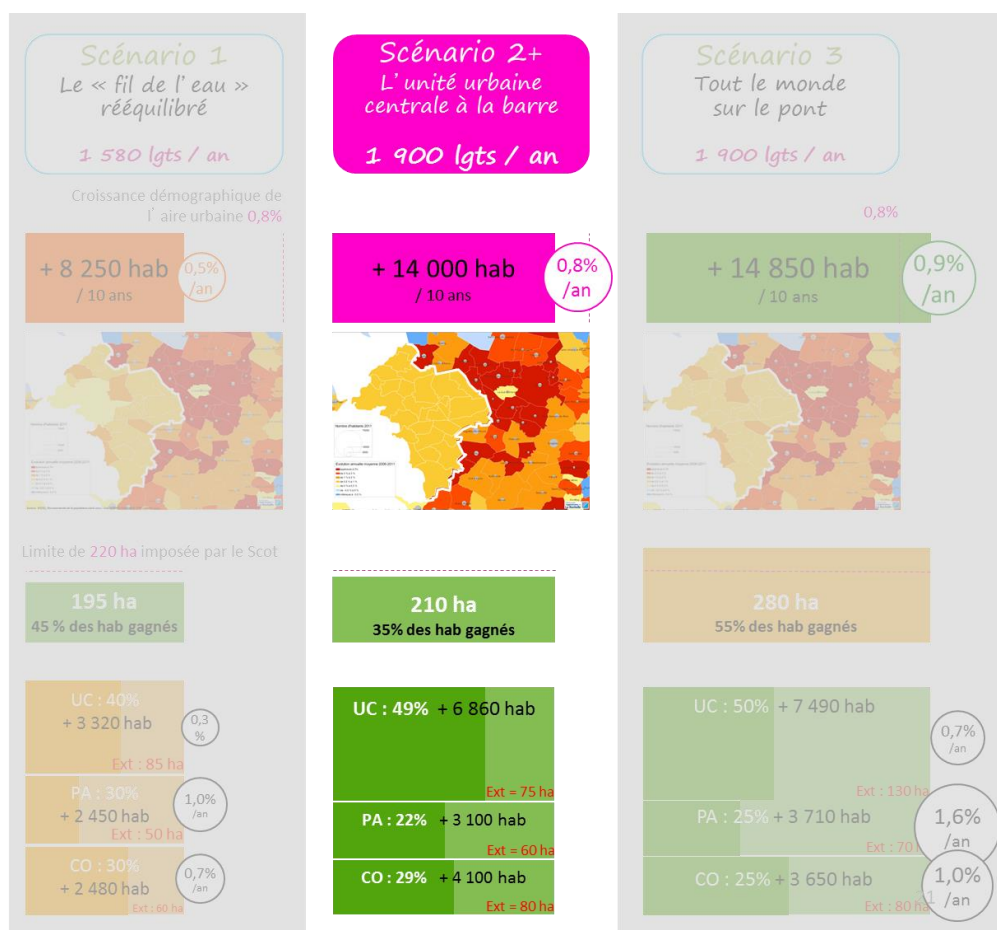 Scénario 1
Le « fil de l'eau »
rééquilibré
1 580 lgts / an
Croissance démographique de
l'aire urbaine 0,8%
+ 8 250 hab
/ 10 ans
0,5%
/an
Limite de 220 ha imposée par le Scot
195 ha
45 % des hab gagnés
UC : 40%
+ 3 320 hab
0,3
%
Ext : 85 ha
PA : 30%
+ 2 450 hab
1,0%
/an
Ext : 50 ha
CO : 30%
+ 2 480 hab
0,7%
/an
Ext : 60 ha
Scénario 2+
L'unité urbaine
centrale à la barre
1 900 lgts / an
+ 14 000 hab
/ 10 ans
0,8%
/an
210 ha
35% des hab gagnés
UC : 49% + 6 860 hab
Ext = 75 ha
PA : 22% + 3 100 hab
Ext = 60 ha
CO : 29% + 4 100 hab
Ext = 80 ha
Scénario 3
Tout le monde
sur le pont
1 900 lgts / an
0,8%
+ 14 850 hab
/ 10 ans
0,9%
/an
280 ha
55% des hab gagnés
UC : 50% + 7 490 hab
0,7%
/an
Ext : 130 ha
PA : 25% + 3 710 hab
1,6%
/an
Ext : 70
CO : 25% + 3 650 hab
1,0%
/an
Ext : 80 ha